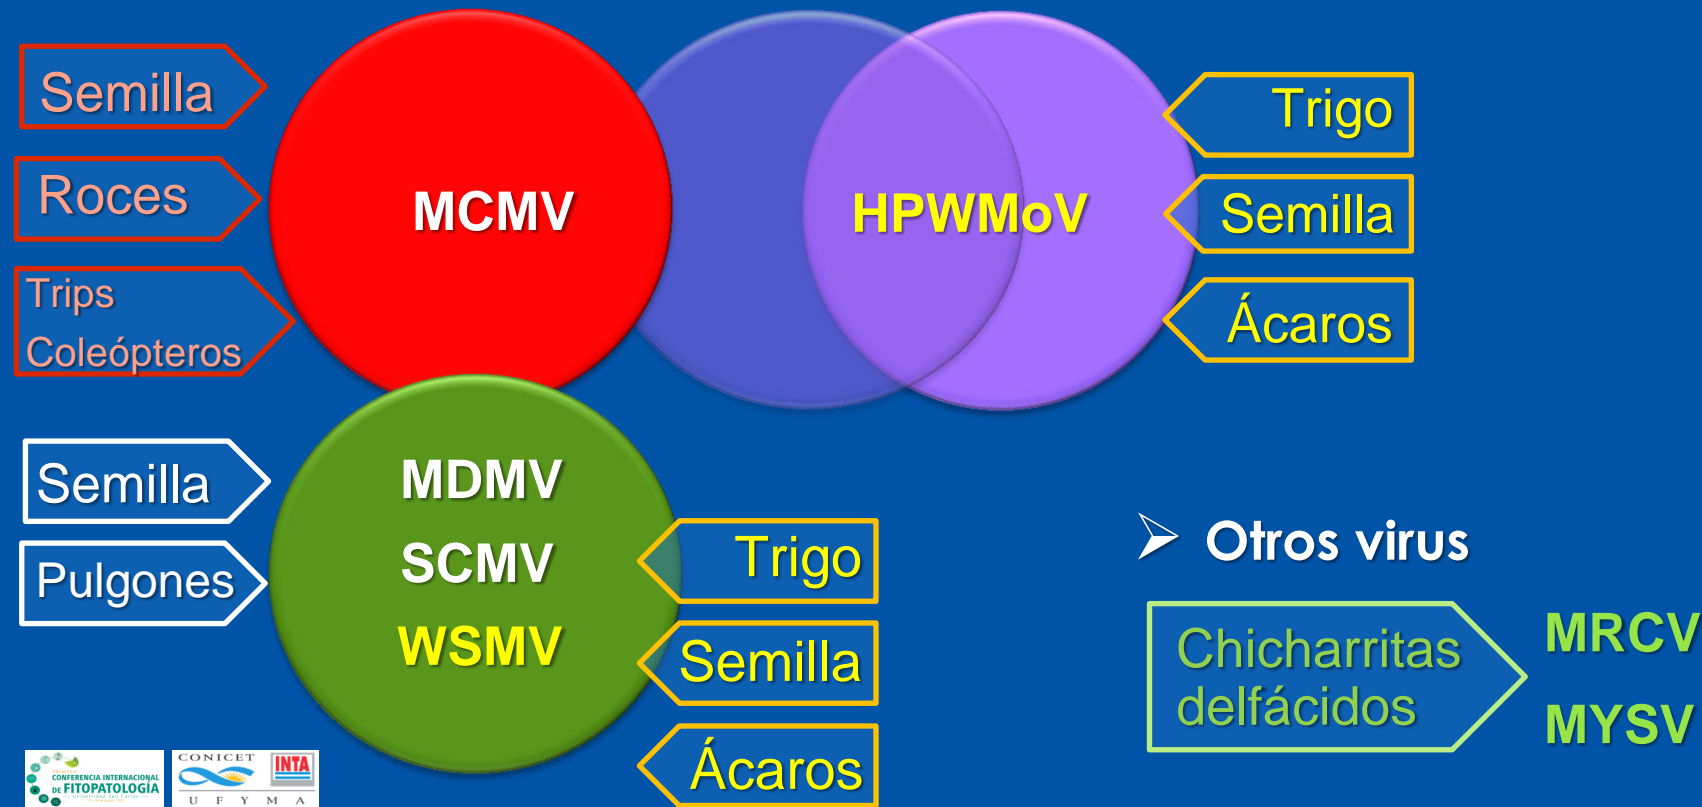 Semilla
Roces
Trips
Coleópteros
MCMV
HPWMoV
Trigo
Semilla
Ácaros
Semilla
Pulgones
MDMV
SCMV
WSMV
Trigo
Semilla
Ácaros
Otros virus
Chicharritas
delfácidos
MRCV
MYSV
CONFERENCIA INTERNACIONAL
DE FITOPATOLOGÍA
CONICET
INTA
U F Y M A